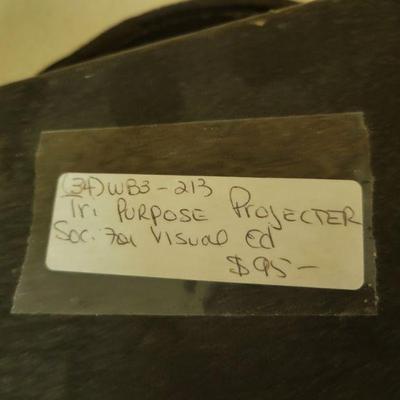 (34) WB3-213
Tri PURPOSE PROJECTER
Soc. for Visual Ed
$95-